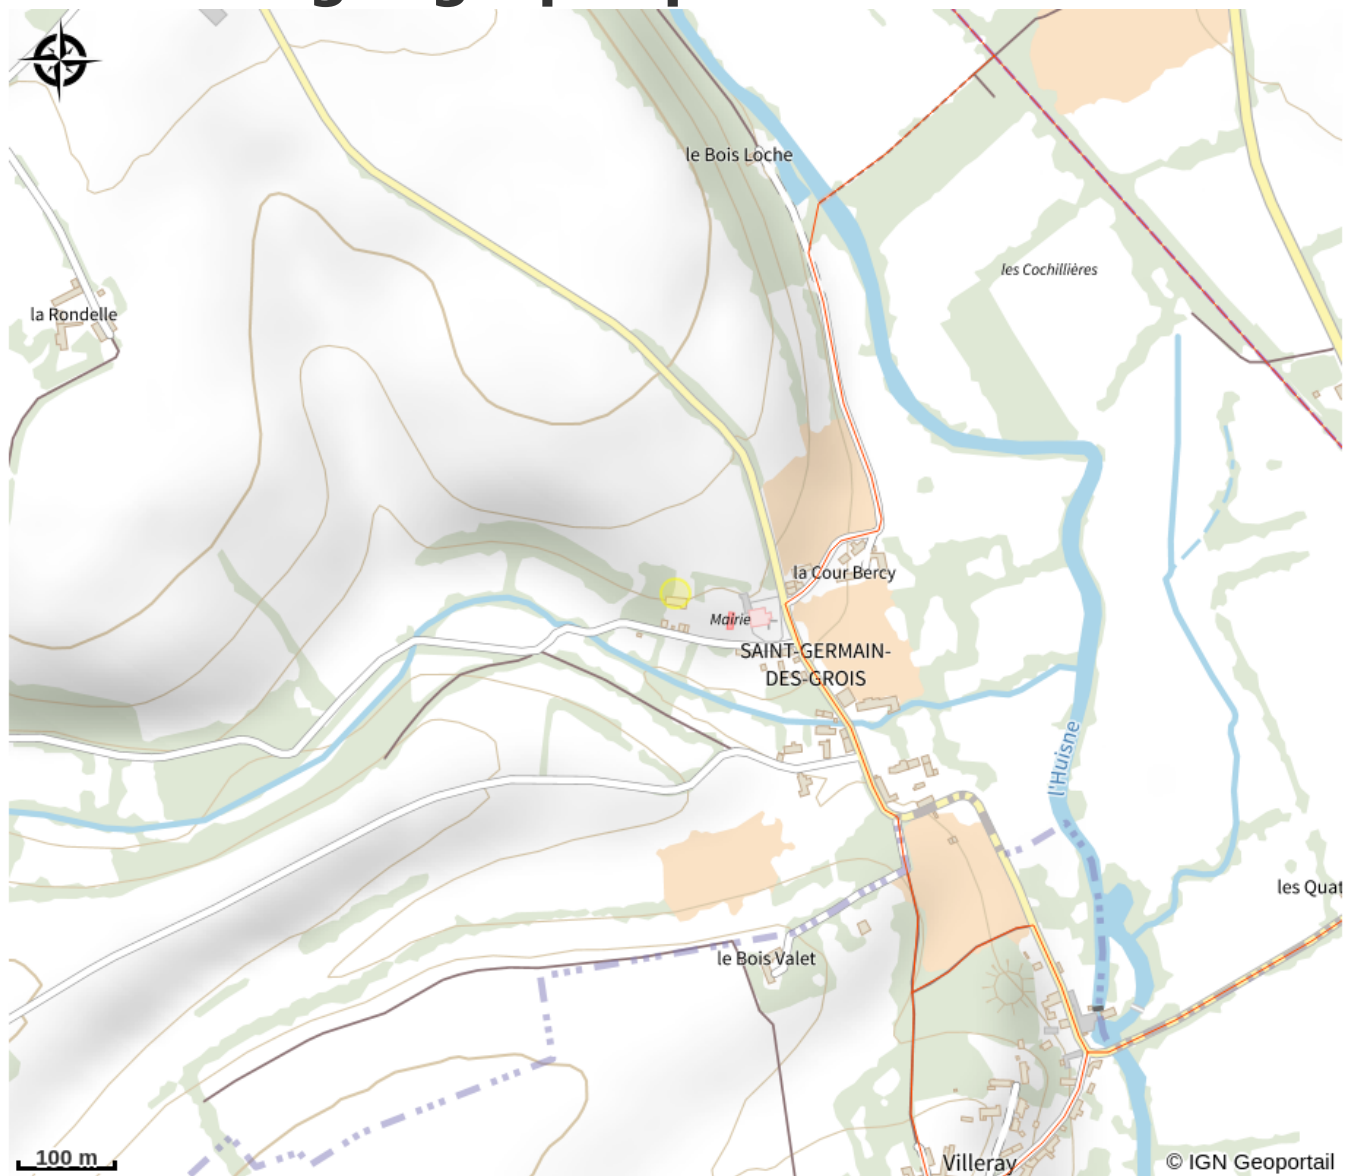 le Bois Loche
les Cochillières
la Rondelle
la Cour Bercy
Mairie
SAINT-GERMAIN-
DES-GROIS
l'Huisne
les Quat
le Bois Valet
Villeray
100 m
© IGN Geoportail